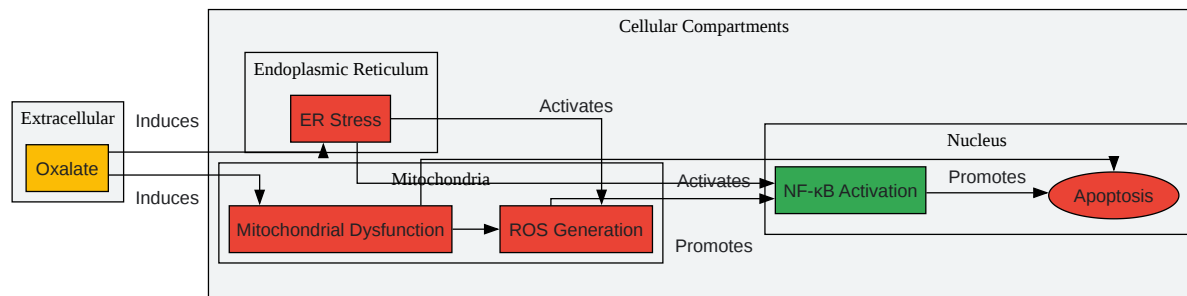 Cellular Compartments
Endoplasmic Reticulum
Extracellular
Induces
ER Stress
Activates
Oxalate
Nucleus
Mitochondria
Activates
Induces
NF-κB Activation
Promotes
Apoptosis
Mitochondrial Dysfunction
ROS Generation
Promotes